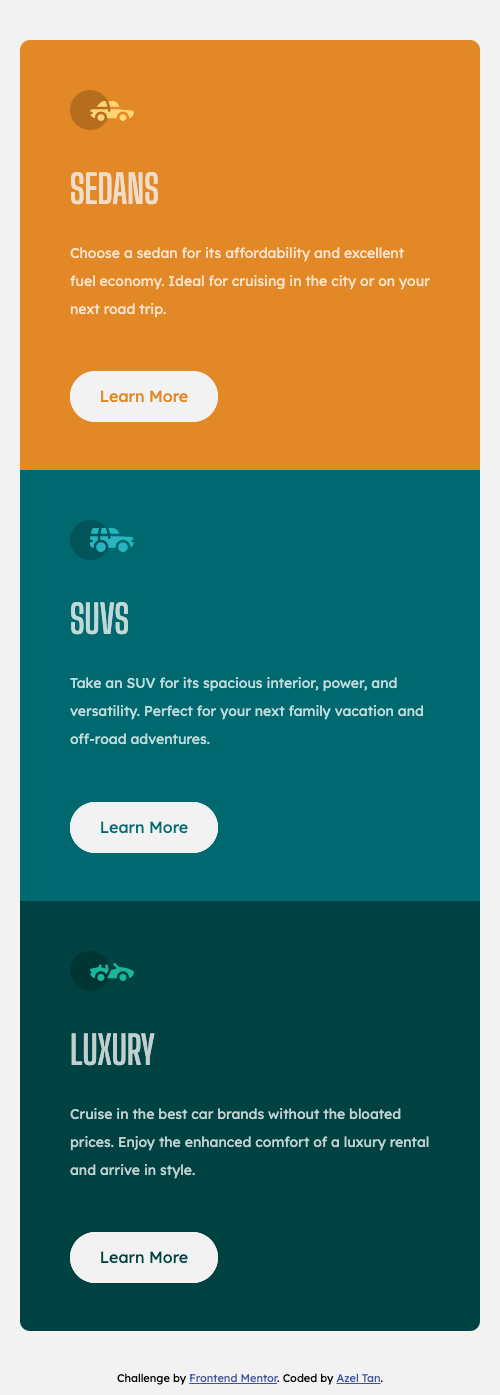 SEDANS
Choose a sedan for its affordability and excellent
fuel economy. Ideal for cruising in the city or on your
next road trip.
Learn More
SUVS
Take an SUV for its spacious interior, power, and
versatility. Perfect for your next family vacation and
off-road adventures.
Learn More
LUXURY
Cruise in the best car brands without the bloated
prices. Enjoy the enhanced comfort of a luxury rental
and arrive in style.
Learn More
Challenge by Frontend Mentor. Coded by Azel Tan.